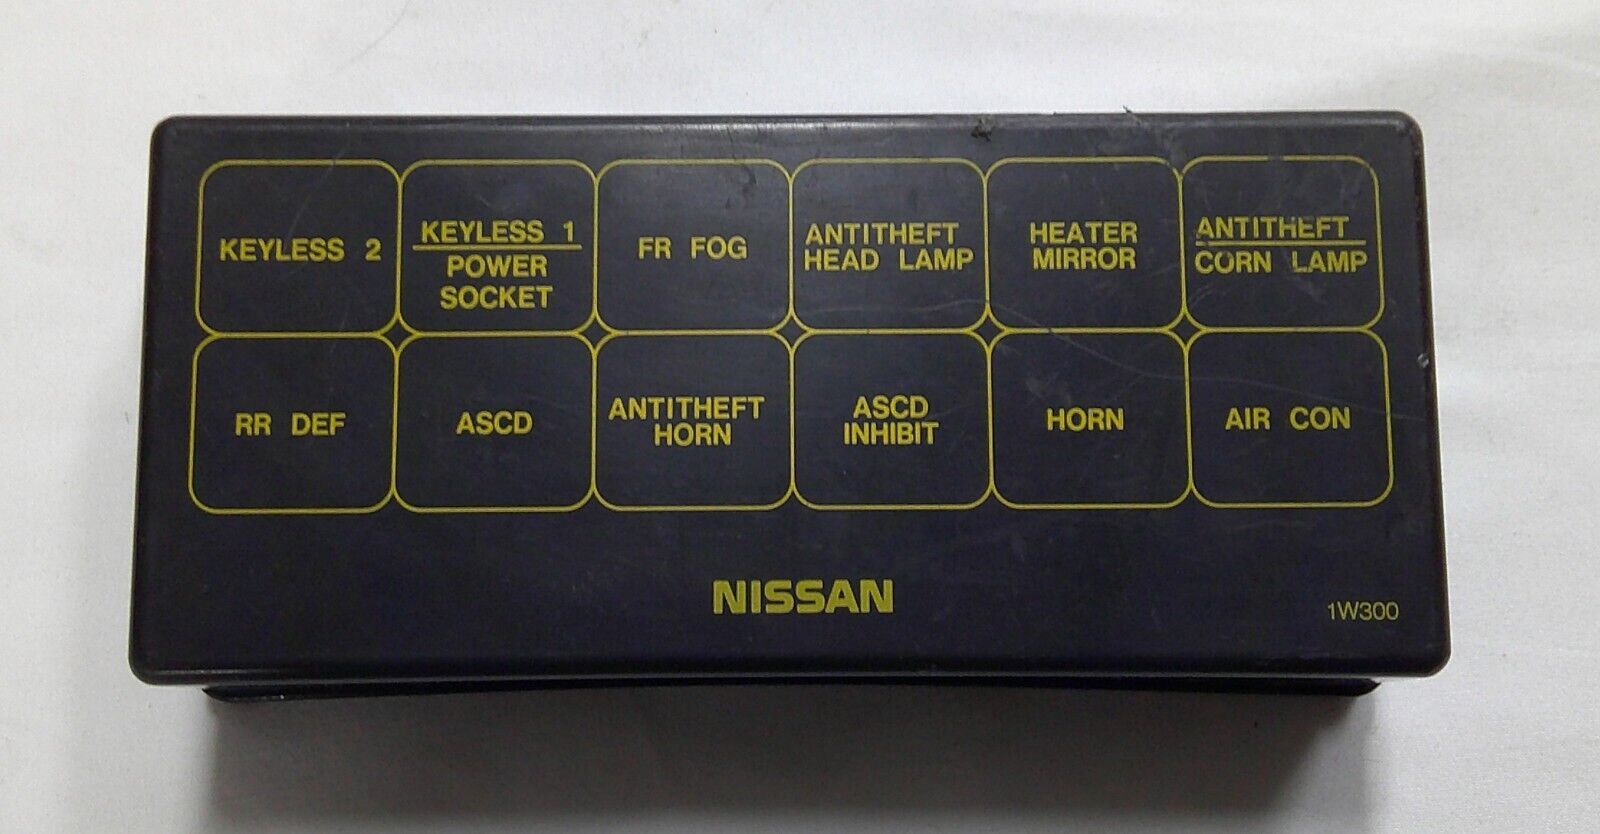 KEYLESS 2
KEYLESS 1
POWER
SOCKET
FR FOG
ANTITHEFT
HEAD LAMP
HEATER
MIRROR
ANTITHEFT
CORN LAMP
RR DEF
ASCD
ANTITHEFT
HORN
ASCD
INHIBIT
HORN
AIR CON
NISSAN
1W300